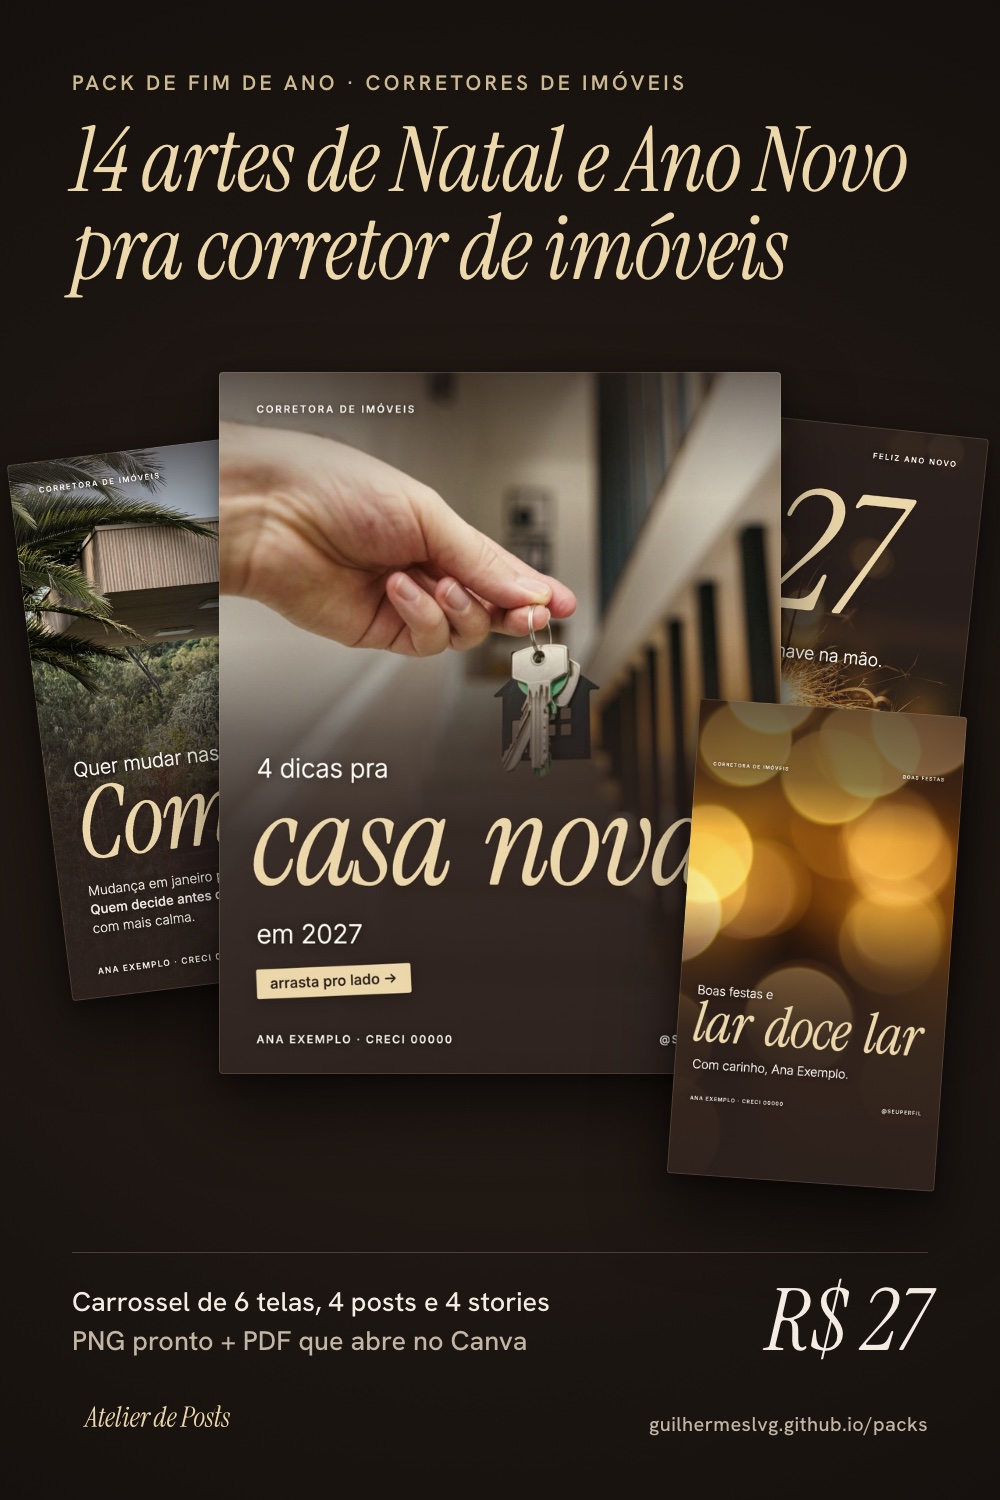 PACK DE FIM DE ANO · CORRETORES DE IMÓVEIS
14 artes de Natal e Ano Novo
pra corretor de imóveis
CORRETORA DE IMÓVEIS
Quer mudar nas
Mudança em janeiro
Quem decide antes
com mais calma.
ANA EXEMPLO · CRECI
CORRETORA DE IMÓVEIS
4 dicas pra
casa nova
em 2027
arrasta pro lado →
ANA EXEMPLO · CRECI 00000
FELIZ ANO NOVO
27
na mão.
CORRETORA DE IMÓVEIS
BOAS FESTAS
Boas festas e
lar doce lar
Com carinho, Ana Exemplo.
ANA EXEMPLO · CRECI 00000
@SEUPERFIL
Carrossel de 6 telas, 4 posts e 4 stories
PNG pronto + PDF que abre no Canva
R$ 27
Atelier de Posts
guilhermeslvg.github.io/packs